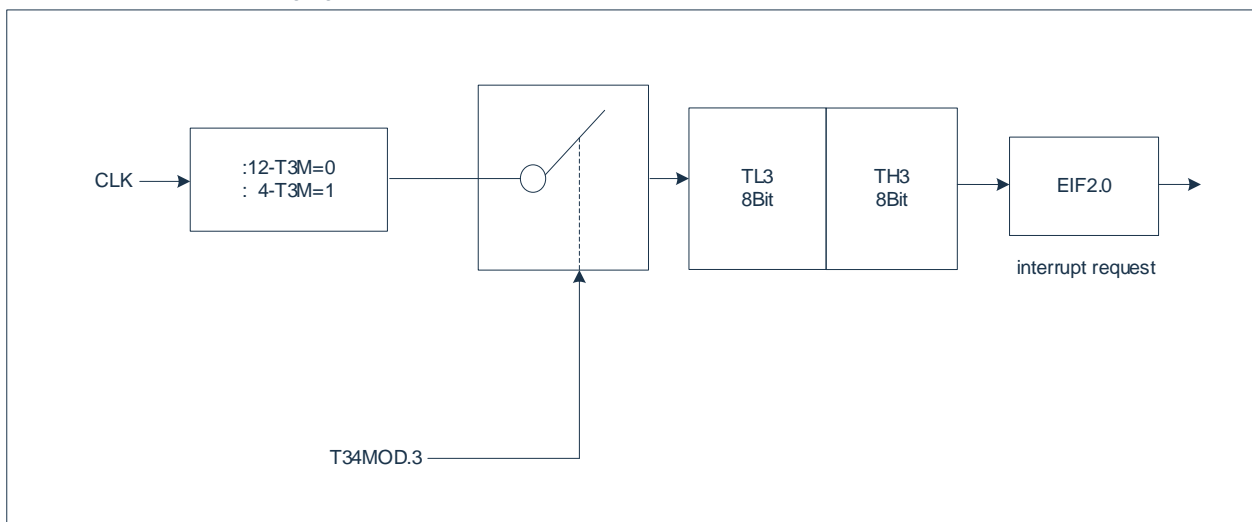 CLK
:12-T3M=0
: 4-T3M=1
TL3
8Bit
TH3
8Bit
EIF2.0
interrupt request
T34MOD.3